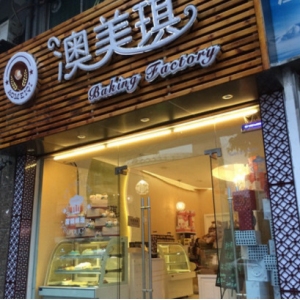 澳美琪
Baking Factory